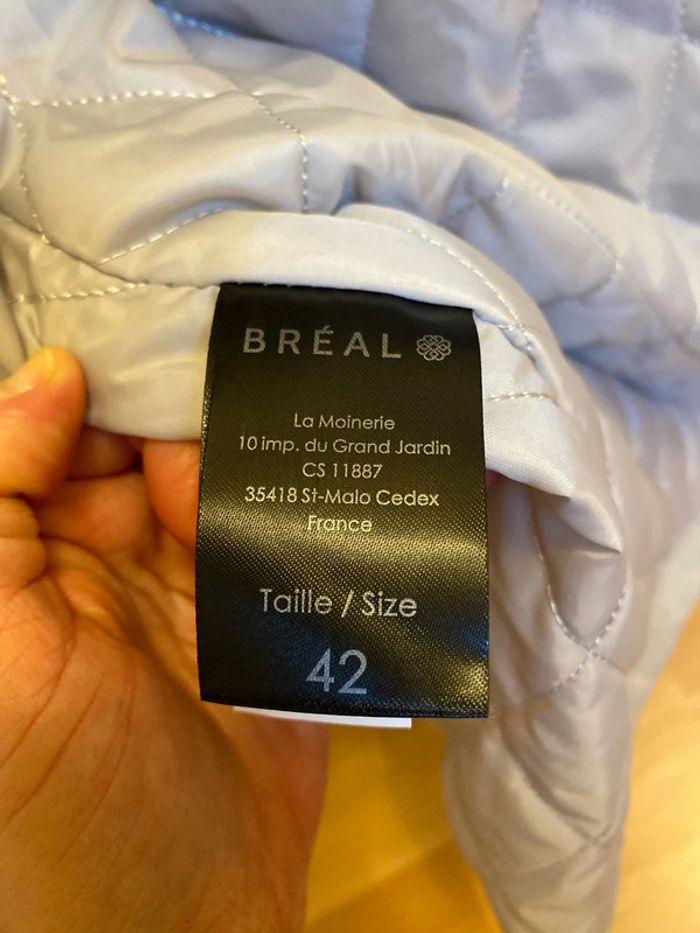 BRÉAL
La Moinerie
10 imp. du Grand Jardin
CS 11887
35418 St-Malo Cedex
France
Taille / Size
42